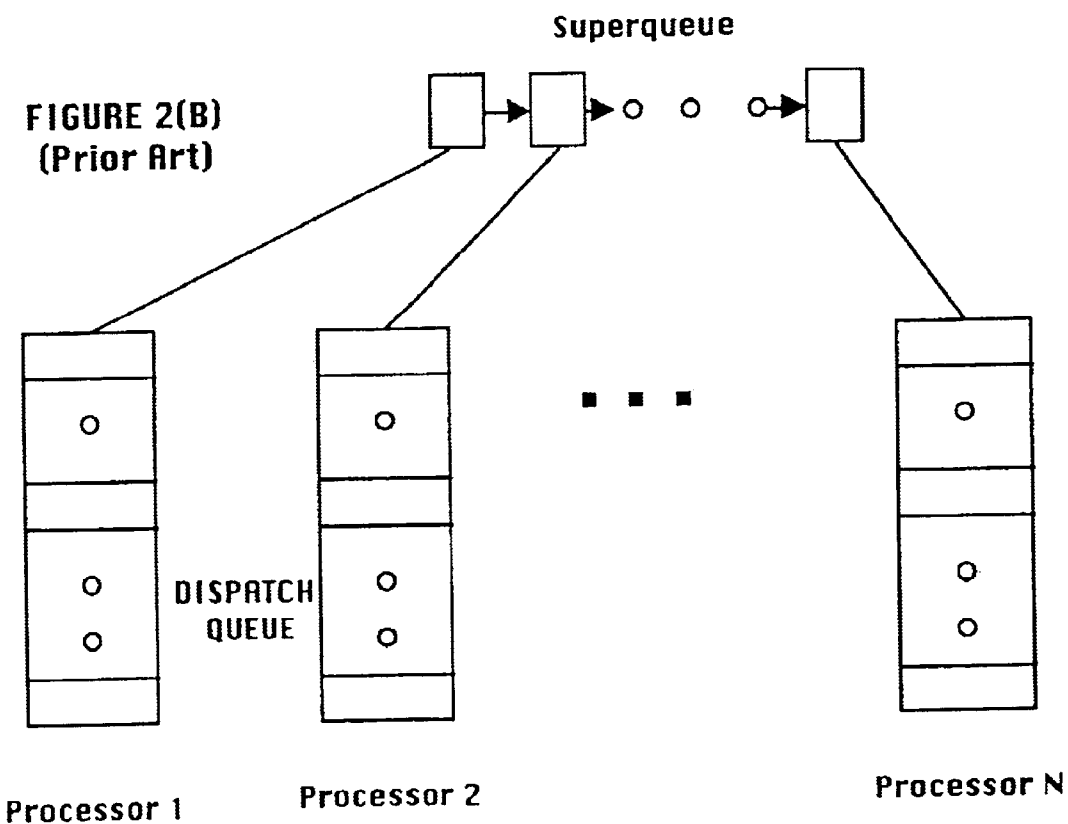 Superqueue
FIGURE 2(B)
(Prior Art)
DISPATCH
QUEUE
Processor 1
Processor 2
Processor N